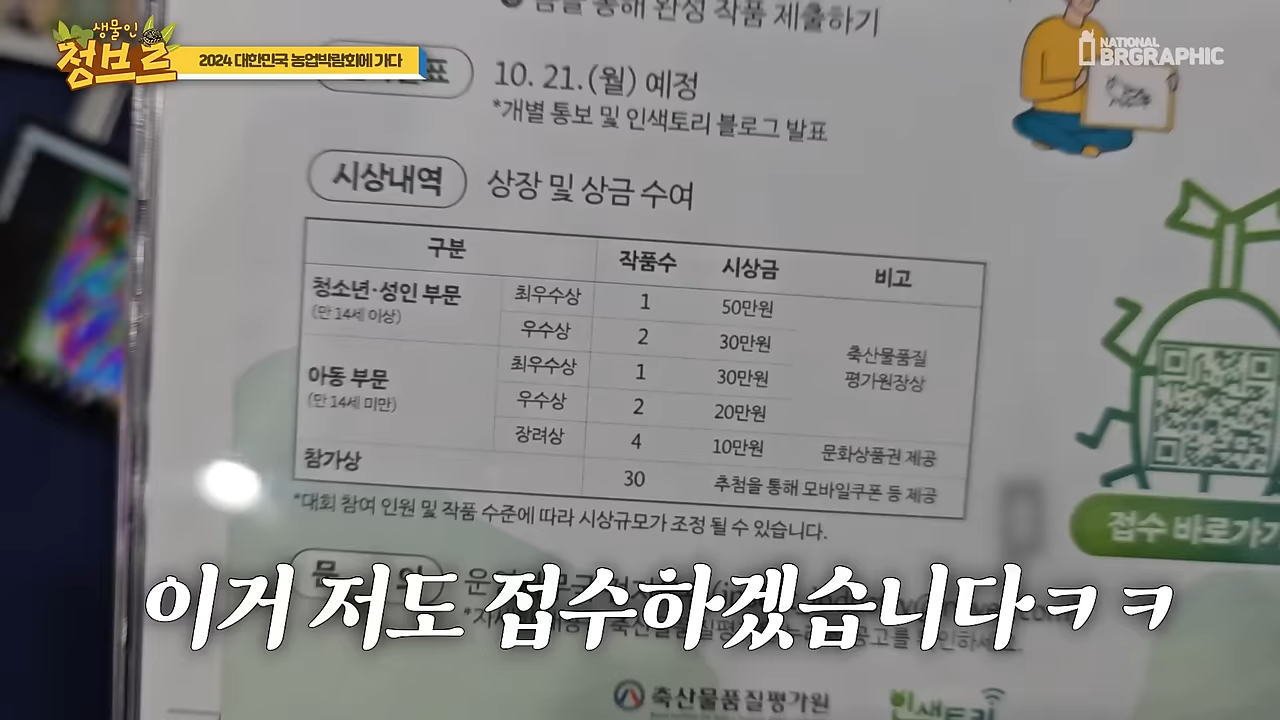 생물인
정브르
2024 대한민국 농업박람회에 가다
NATIONAL
BRGRAPHIC
통해 완성 작품 제출하기
10. 21.(월) 예정
*개별 통보 및 인색토리 블로그 발표
시상내역 상장 및 상금 수여
구분 작품수 시상금 비고
청소년·성인 부문 최우수상 1 50만원
(만 14세 이상) 우수상 2 30만원
축산물품질
평가원장상
아동 부문 최우수상 1 30만원
(만 14세 미만) 우수상 2 20만원
장려상 4 10만원 문화상품권 제공
참가상 30 추첨을 통해 모바일쿠폰 등 제공
*대회 참여 인원 및 작품 수준에 따라 시상규모가 조정 될 수 있습니다.
접수 바로가기
이거 저도 접수하겠습니다ㅋㅋ
축산물품질평가원